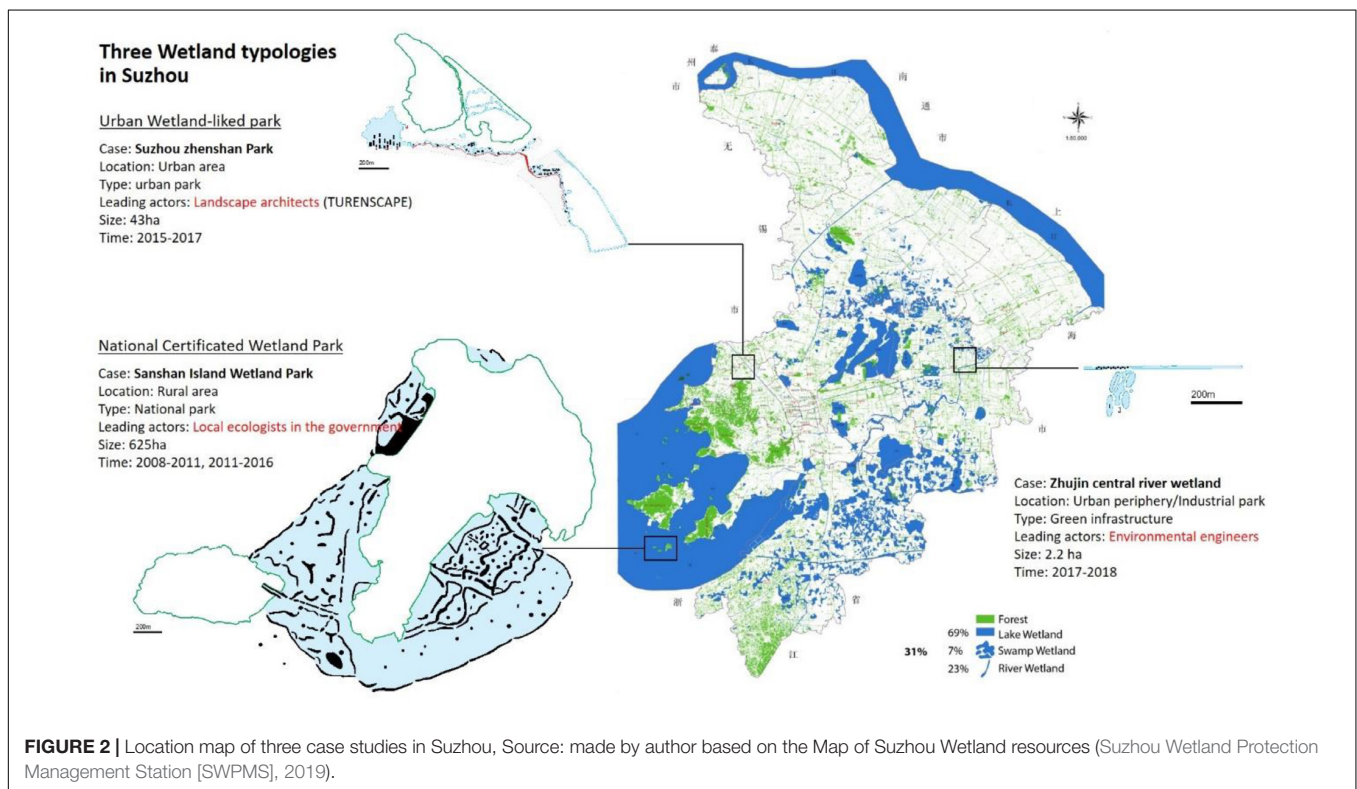 Three Wetland typologies
in Suzhou
Urban Wetland-liked park
Case: Suzhou zhenshan Park
Location: Urban area
Type: urban park
Leading actors: Landscape architects (TURENSCAPE)
Size: 43ha
Time: 2015-2017
200m
National Certificated Wetland Park
Case: Sanshan Island Wetland Park
Location: Rural area
Type: National park
Leading actors: Local ecologists in the government
Size: 625ha
Time: 2008-2011, 2011-2016
200m
泰
州
市
南
通
市
无
锡
市
上
海
市
浙
江
省
1:50,000
200m
Case: Zhujin central river wetland
Location: Urban periphery/Industrial park
Type: Green infrastructure
Leading actors: Environmental engineers
Size: 2.2 ha
Time: 2017-2018
Forest
69% Lake Wetland
31% 7% Swamp Wetland
23% River Wetland
FIGURE 2 | Location map of three case studies in Suzhou, Source: made by author based on the Map of Suzhou Wetland resources (Suzhou Wetland Protection
Management Station [SWPMS], 2019).